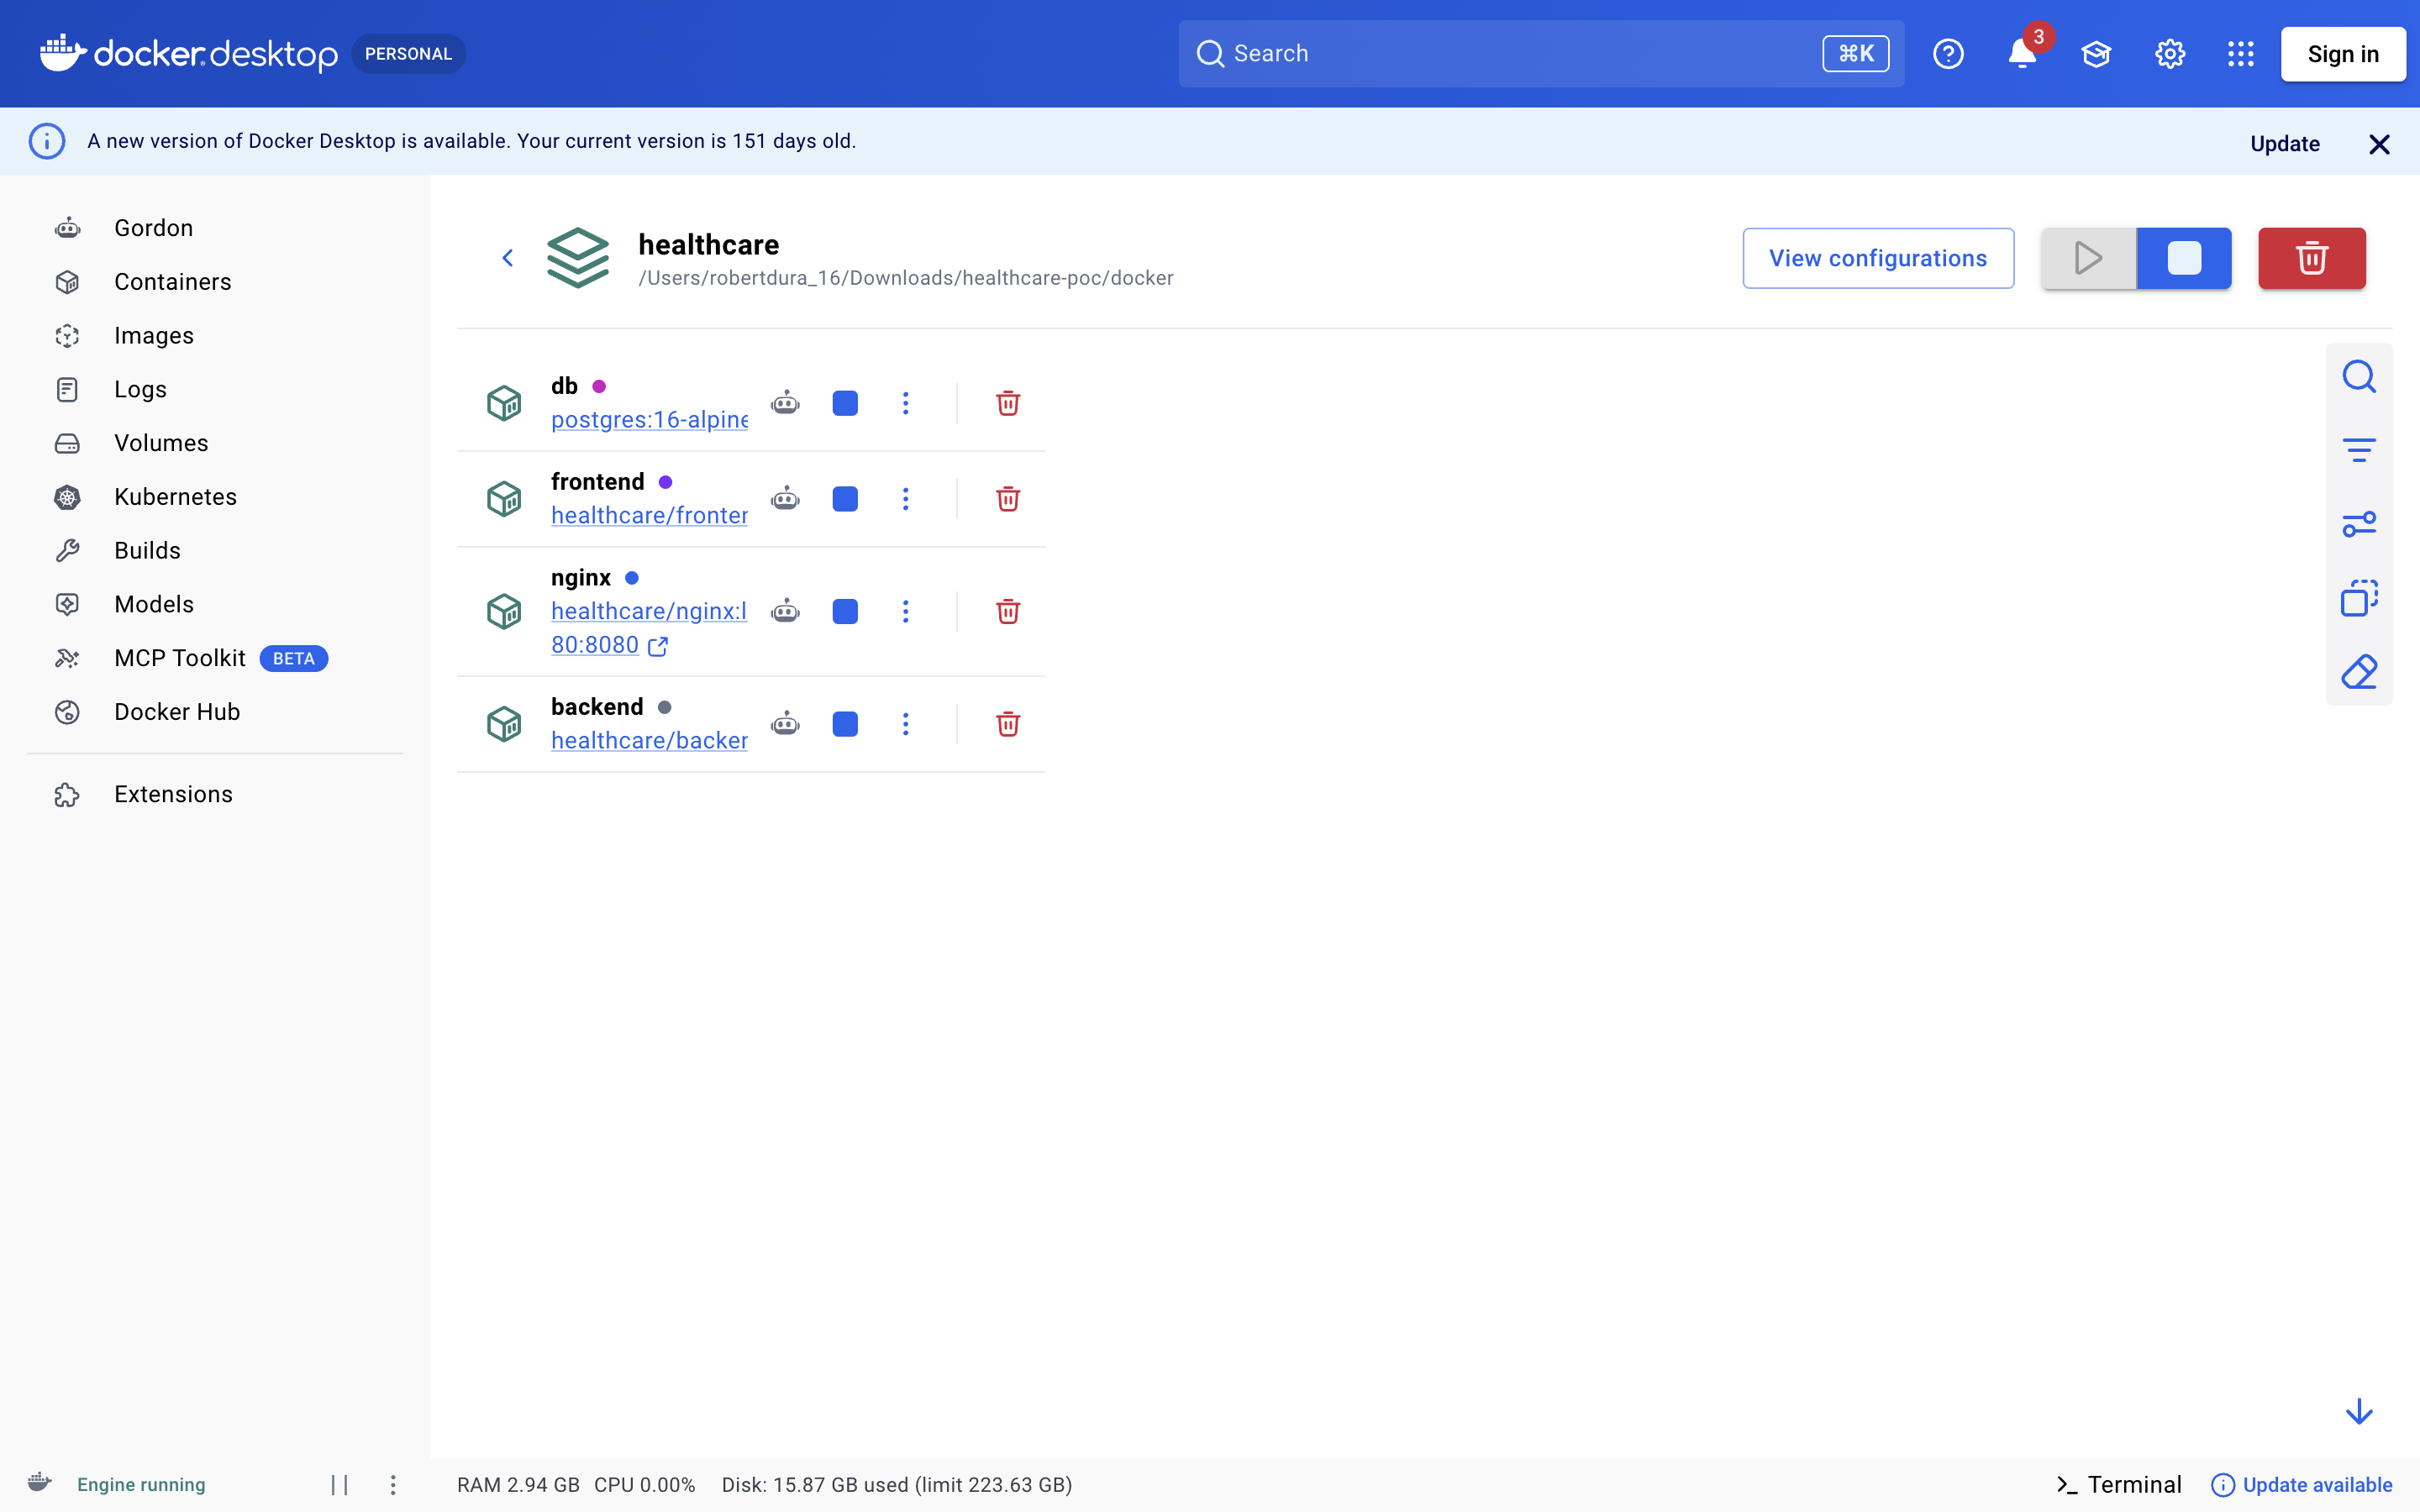 docker.desktop PERSONAL
Search ⌘K
3
Sign in
A new version of Docker Desktop is available. Your current version is 151 days old.
Update
Gordon
Containers
Images
Logs
Volumes
Kubernetes
Builds
Models
MCP Toolkit BETA
Docker Hub
Extensions
healthcare
/Users/robertdura_16/Downloads/healthcare-poc/docker
View configurations
db
postgres:16-alpine
frontend
healthcare/fronter
nginx
healthcare/nginx:l
80:8080
backend
healthcare/backer
Engine running
RAM 2.94 GB CPU 0.00% Disk: 15.87 GB used (limit 223.63 GB)
>_ Terminal
Update available